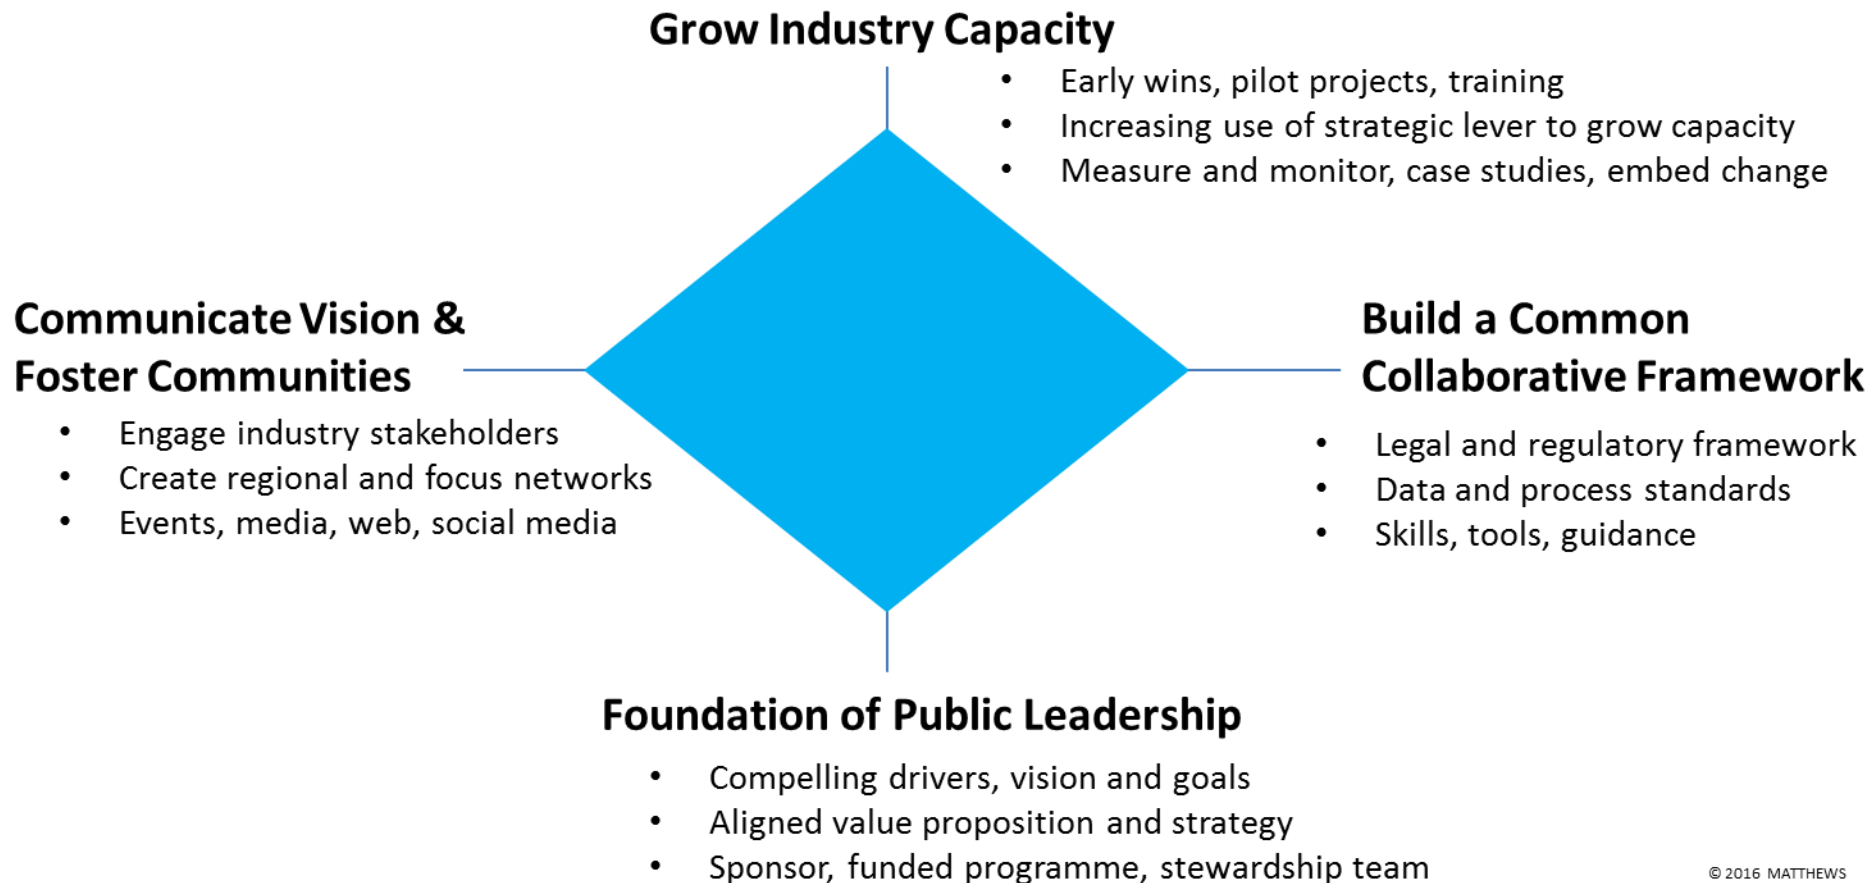 Grow Industry Capacity
• Early wins, pilot projects, training
• Increasing use of strategic lever to grow capacity
• Measure and monitor, case studies, embed change
Communicate Vision &
Foster Communities
• Engage industry stakeholders
• Create regional and focus networks
• Events, media, web, social media
Build a Common
Collaborative Framework
• Legal and regulatory framework
• Data and process standards
• Skills, tools, guidance
Foundation of Public Leadership
• Compelling drivers, vision and goals
• Aligned value proposition and strategy
• Sponsor, funded programme, stewardship team
© 2016 MATTHEWS